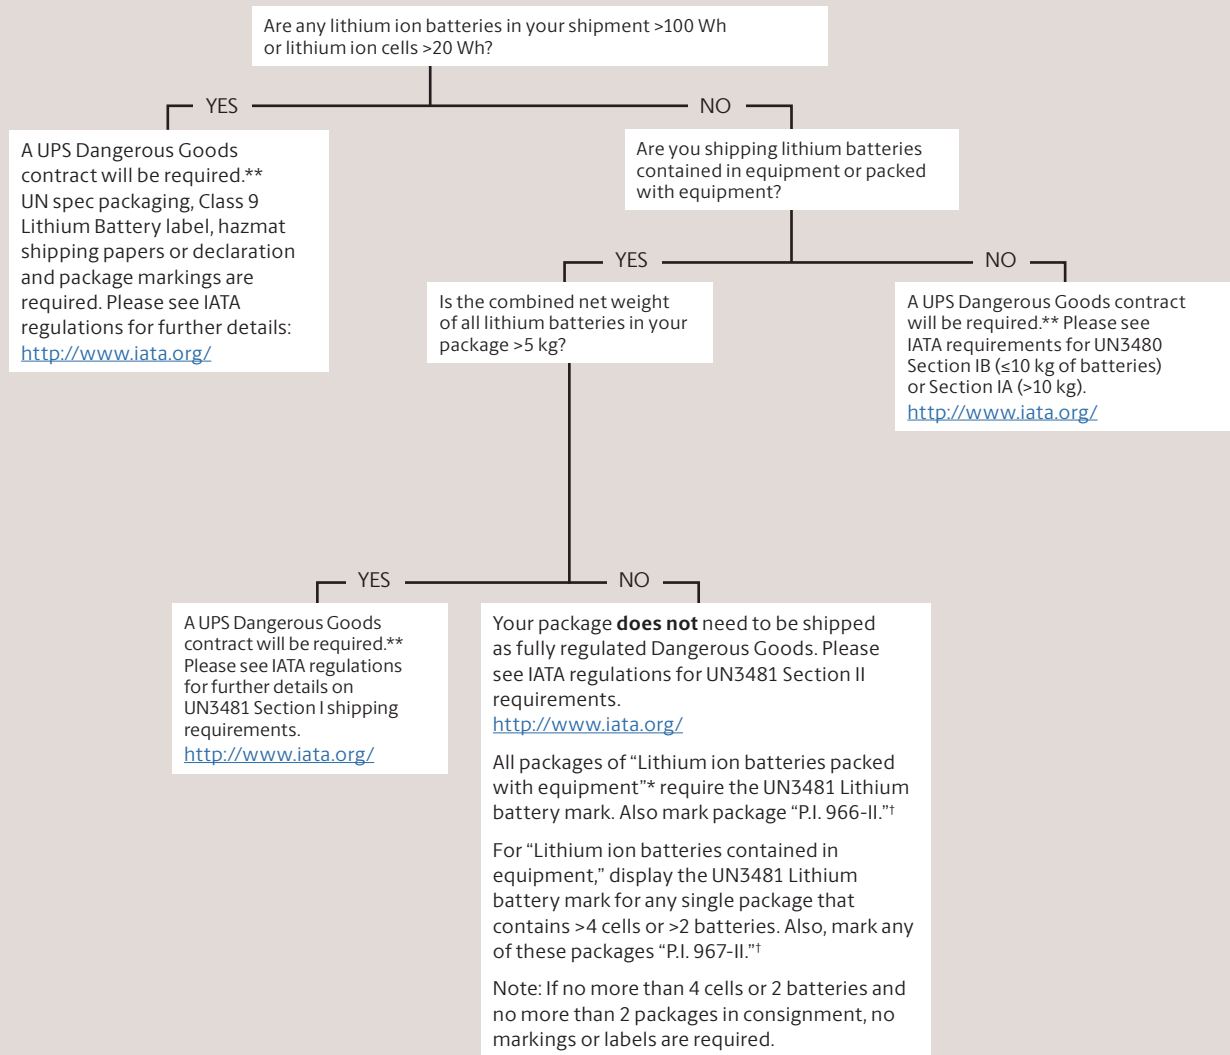 Are any lithium ion batteries in your shipment >100 Wh
or lithium ion cells >20 Wh?
YES
NO
A UPS Dangerous Goods
contract will be required.**
UN spec packaging, Class 9
Lithium Battery label, hazmat
shipping papers or declaration
and package markings are
required. Please see IATA
regulations for further details:
http://www.iata.org/
Are you shipping lithium batteries
contained in equipment or packed
with equipment?
YES
NO
Is the combined net weight
of all lithium batteries in your
package >5 kg?
A UPS Dangerous Goods contract
will be required.** Please see
IATA requirements for UN3480
Section IB (≤10 kg of batteries)
or Section IA (>10 kg).
http://www.iata.org/
YES
NO
A UPS Dangerous Goods
contract will be required.**
Please see IATA regulations
for further details on
UN3481 Section I shipping
requirements.
http://www.iata.org/
Your package does not need to be shipped
as fully regulated Dangerous Goods. Please
see IATA regulations for UN3481 Section II
requirements.
http://www.iata.org/
All packages of “Lithium ion batteries packed
with equipment”* require the UN3481 Lithium
battery mark. Also mark package “P.I. 966-II.”†
For “Lithium ion batteries contained in
equipment,” display the UN3481 Lithium
battery mark for any single package that
contains >4 cells or >2 batteries. Also, mark any
of these packages “P.I. 967-II.”†
Note: If no more than 4 cells or 2 batteries and
no more than 2 packages in consignment, no
markings or labels are required.